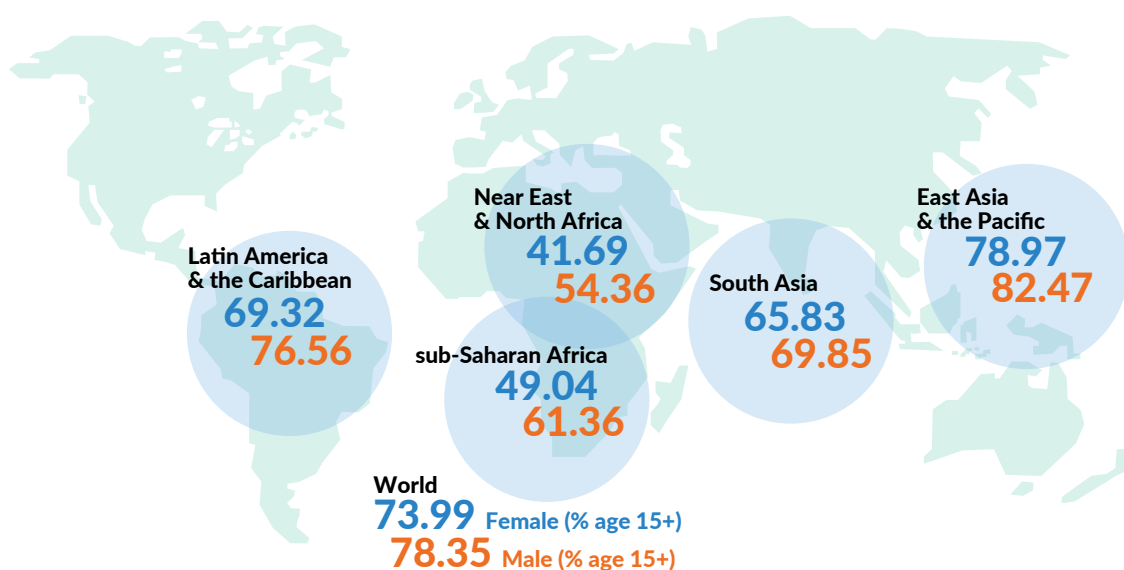 Near East
& North Africa
41.69
54.36
East Asia
& the Pacific
78.97
82.47
Latin America
& the Caribbean
69.32
76.56
South Asia
65.83
69.85
sub-Saharan Africa
49.04
61.36
World
73.99 Female (% age 15+)
78.35 Male (% age 15+)